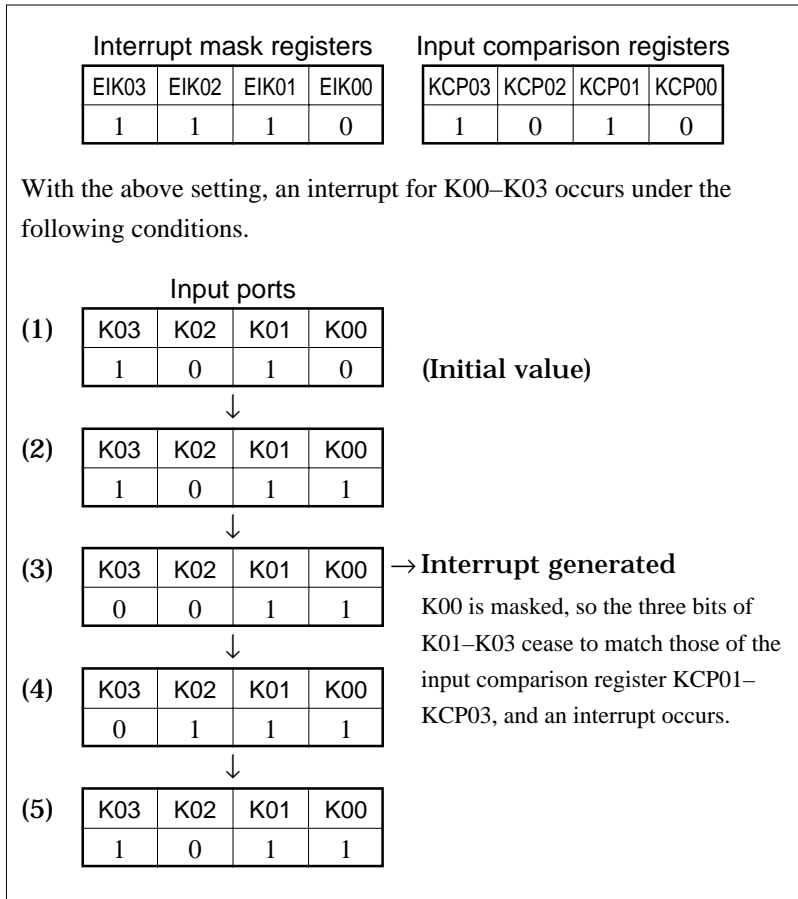 Interrupt mask registers Input comparison registers
EIK03 EIK02 EIK01 EIK00 KCP03 KCP02 KCP01 KCP00
1 1 1 0 1 0 1 0
With the above setting, an interrupt for K00–K03 occurs under the
following conditions.
Input ports
(1) K03 K02 K01 K00
1 0 1 0 (Initial value)
↓
(2) K03 K02 K01 K00
1 0 1 1
↓
(3) K03 K02 K01 K00 → Interrupt generated
0 0 1 1 K00 is masked, so the three bits of
K01–K03 cease to match those of the
↓
input comparison register KCP01–
(4) K03 K02 K01 K00
KCP03, and an interrupt occurs.
0 1 1 1
↓
(5) K03 K02 K01 K00
1 0 1 1